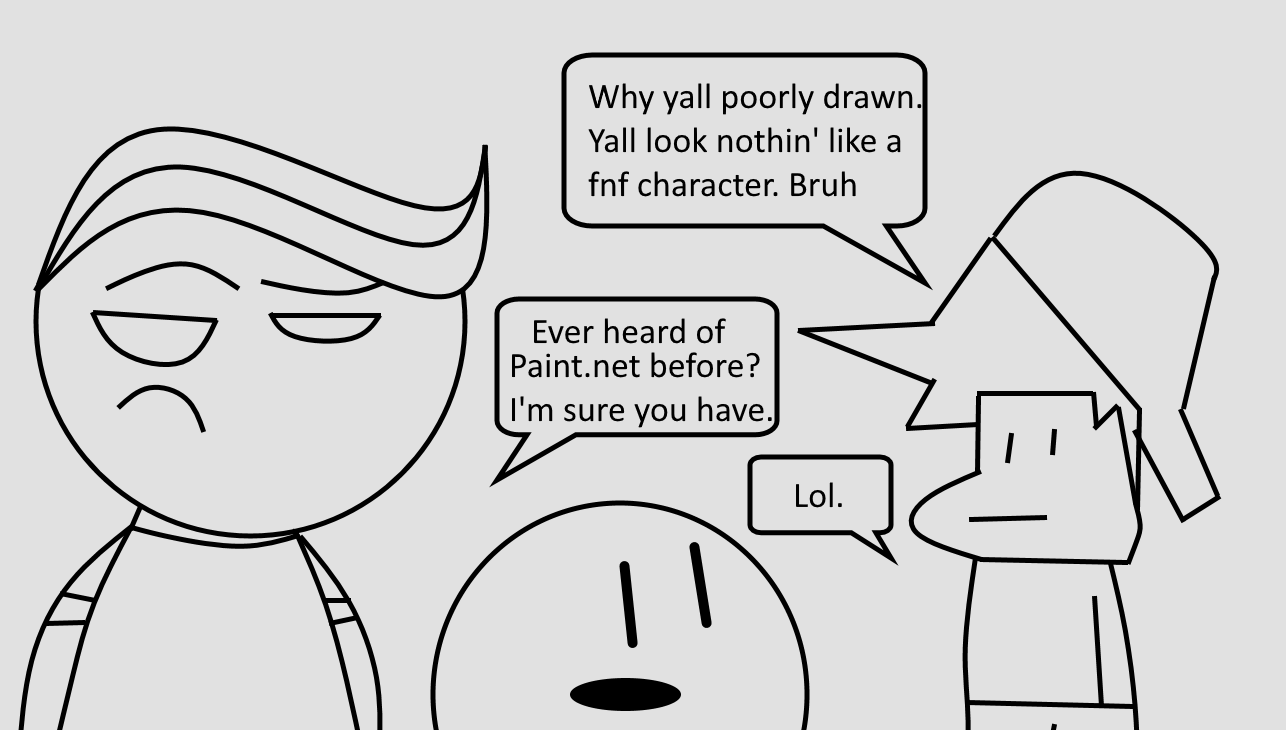 Why yall poorly drawn.
Yall look nothin' like a
fnf character. Bruh
Ever heard of
Paint.net before?
I'm sure you have.
Lol.